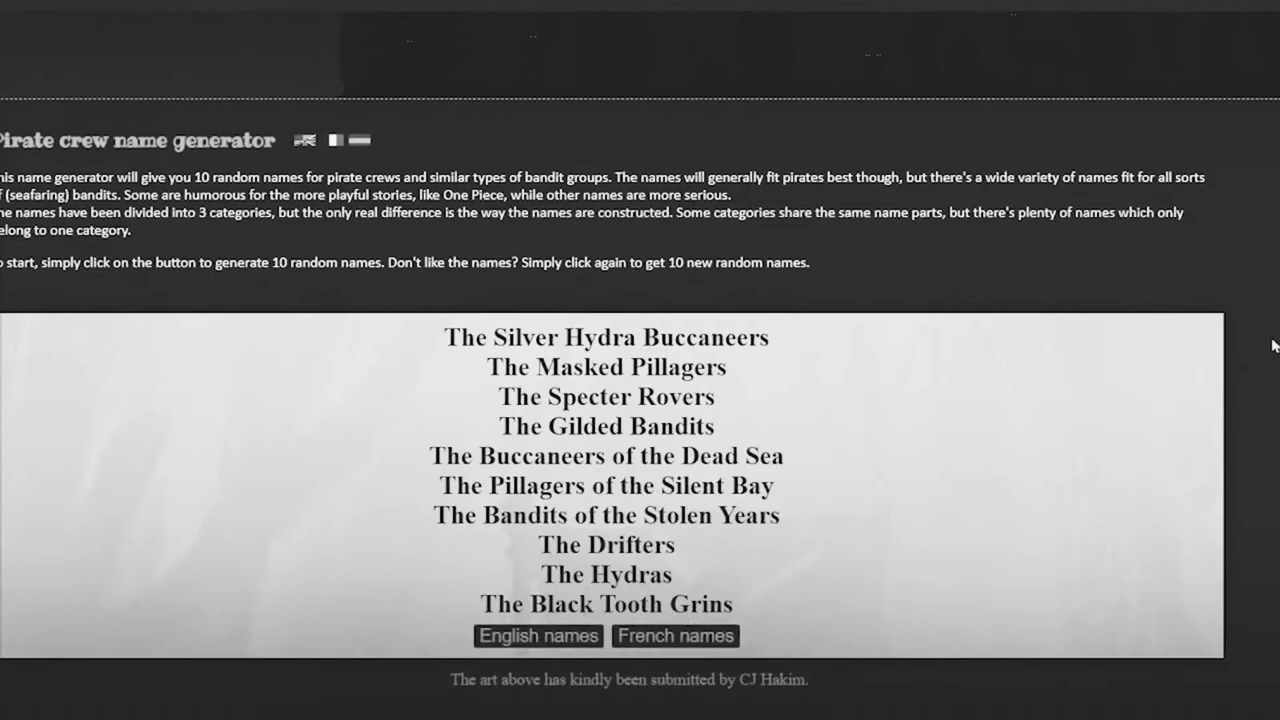 Pirate crew name generator
his name generator will give you 10 random names for pirate crews and similar types of bandit groups. The names will generally fit pirates best though, but there's a wide variety of names fit for all sorts
f (seafaring) bandits. Some are humorous for the more playful stories, like One Piece, while other names are more serious.
he names have been divided into 3 categories, but the only real difference is the way the names are constructed. Some categories share the same name parts, but there's plenty of names which only
elong to one category.
o start, simply click on the button to generate 10 random names. Don't like the names? Simply click again to get 10 new random names.
The Silver Hydra Buccaneers
The Masked Pillagers
The Specter Rovers
The Gilded Bandits
The Buccaneers of the Dead Sea
The Pillagers of the Silent Bay
The Bandits of the Stolen Years
The Drifters
The Hydras
The Black Tooth Grins
English names French names
The art above has kindly been submitted by CJ Hakim.